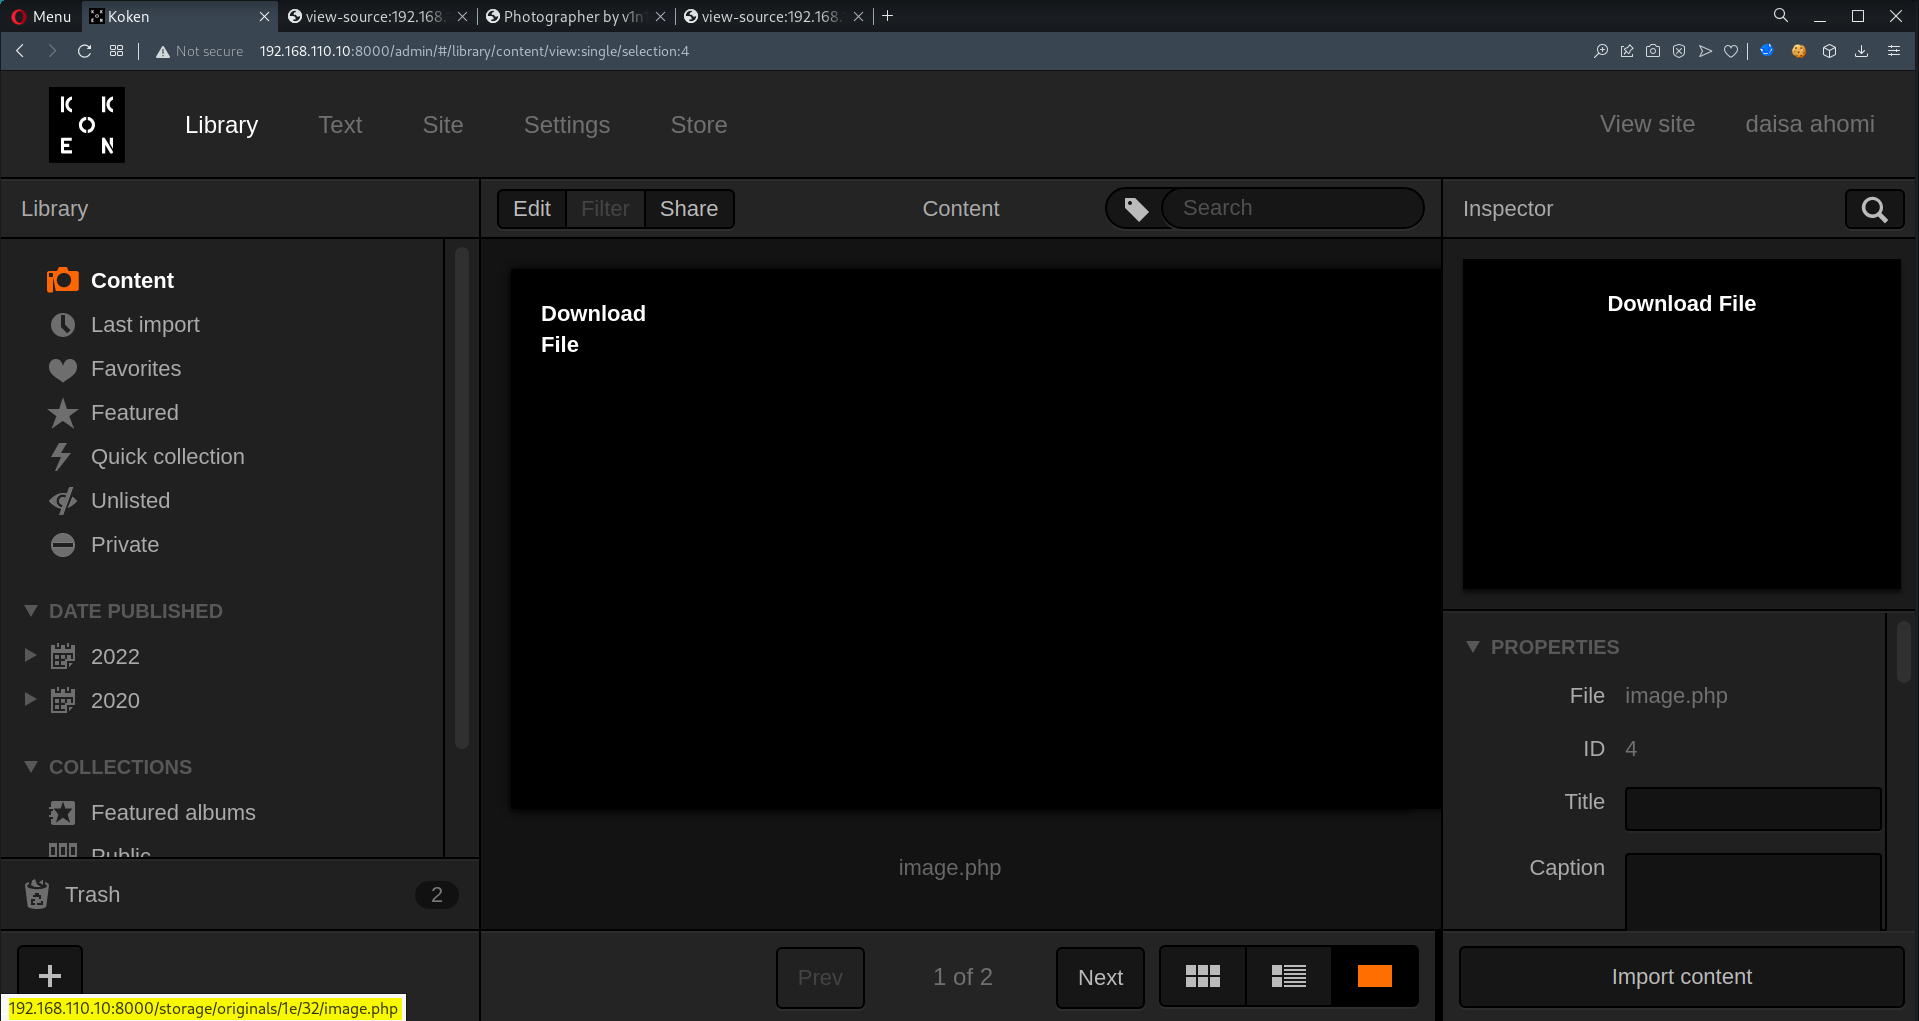 Menu
Koken
view-source:192.168.
Photographer by v1n1
view-source:192.168.
Not secure
192.168.110.10:8000/admin/#/library/content/view:single/selection:4
K K
O
E N
Library
Text
Site
Settings
Store
View site
daisa ahomi
Library
Edit
Filter
Share
Content
Search
Inspector
Content
Last import
Favorites
Featured
Quick collection
Unlisted
Private
DATE PUBLISHED
2022
2020
COLLECTIONS
Featured albums
Public
Trash
2
Download
File
image.php
Prev
1 of 2
Next
Download File
PROPERTIES
File image.php
ID 4
Title
Caption
Import content
192.168.110.10:8000/storage/originals/1e/32/image.php